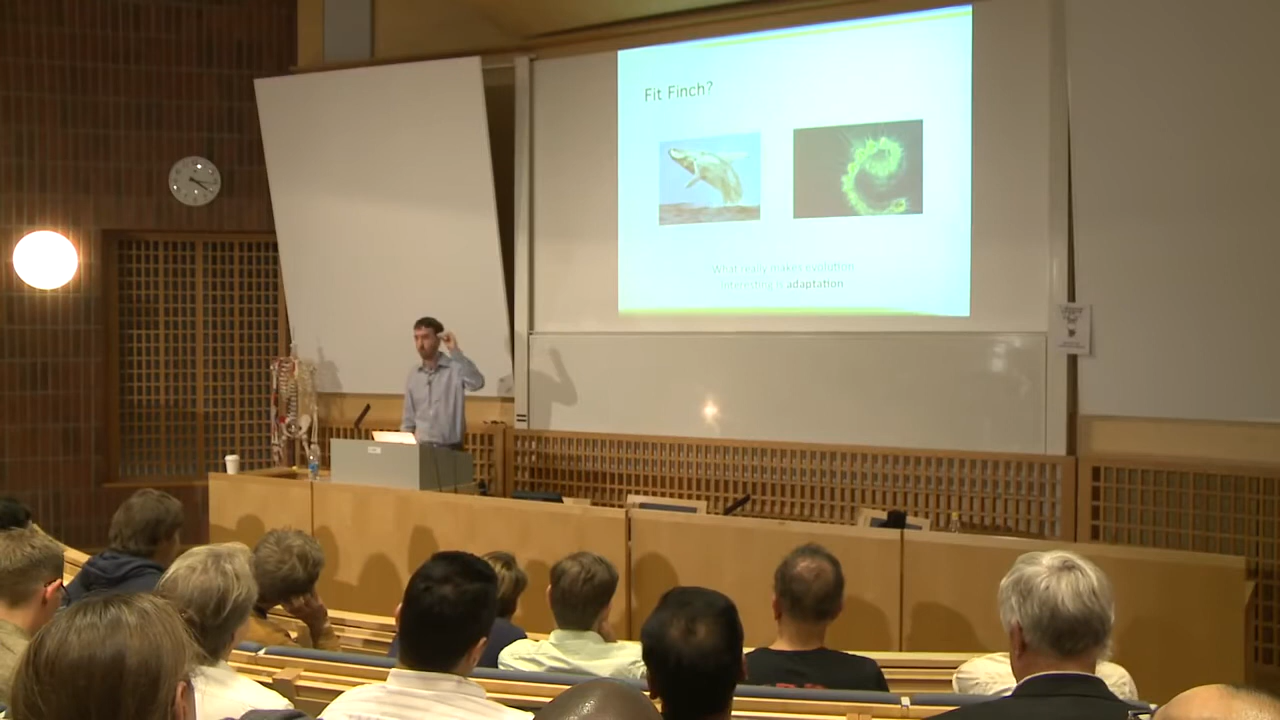 Fit Finch?
What really makes evolution
interesting is adaptation